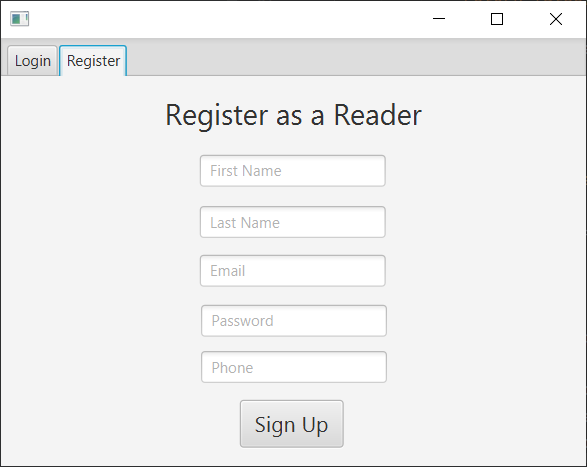 Login Register
Register as a Reader
First Name
Last Name
Email
Password
Phone
Sign Up